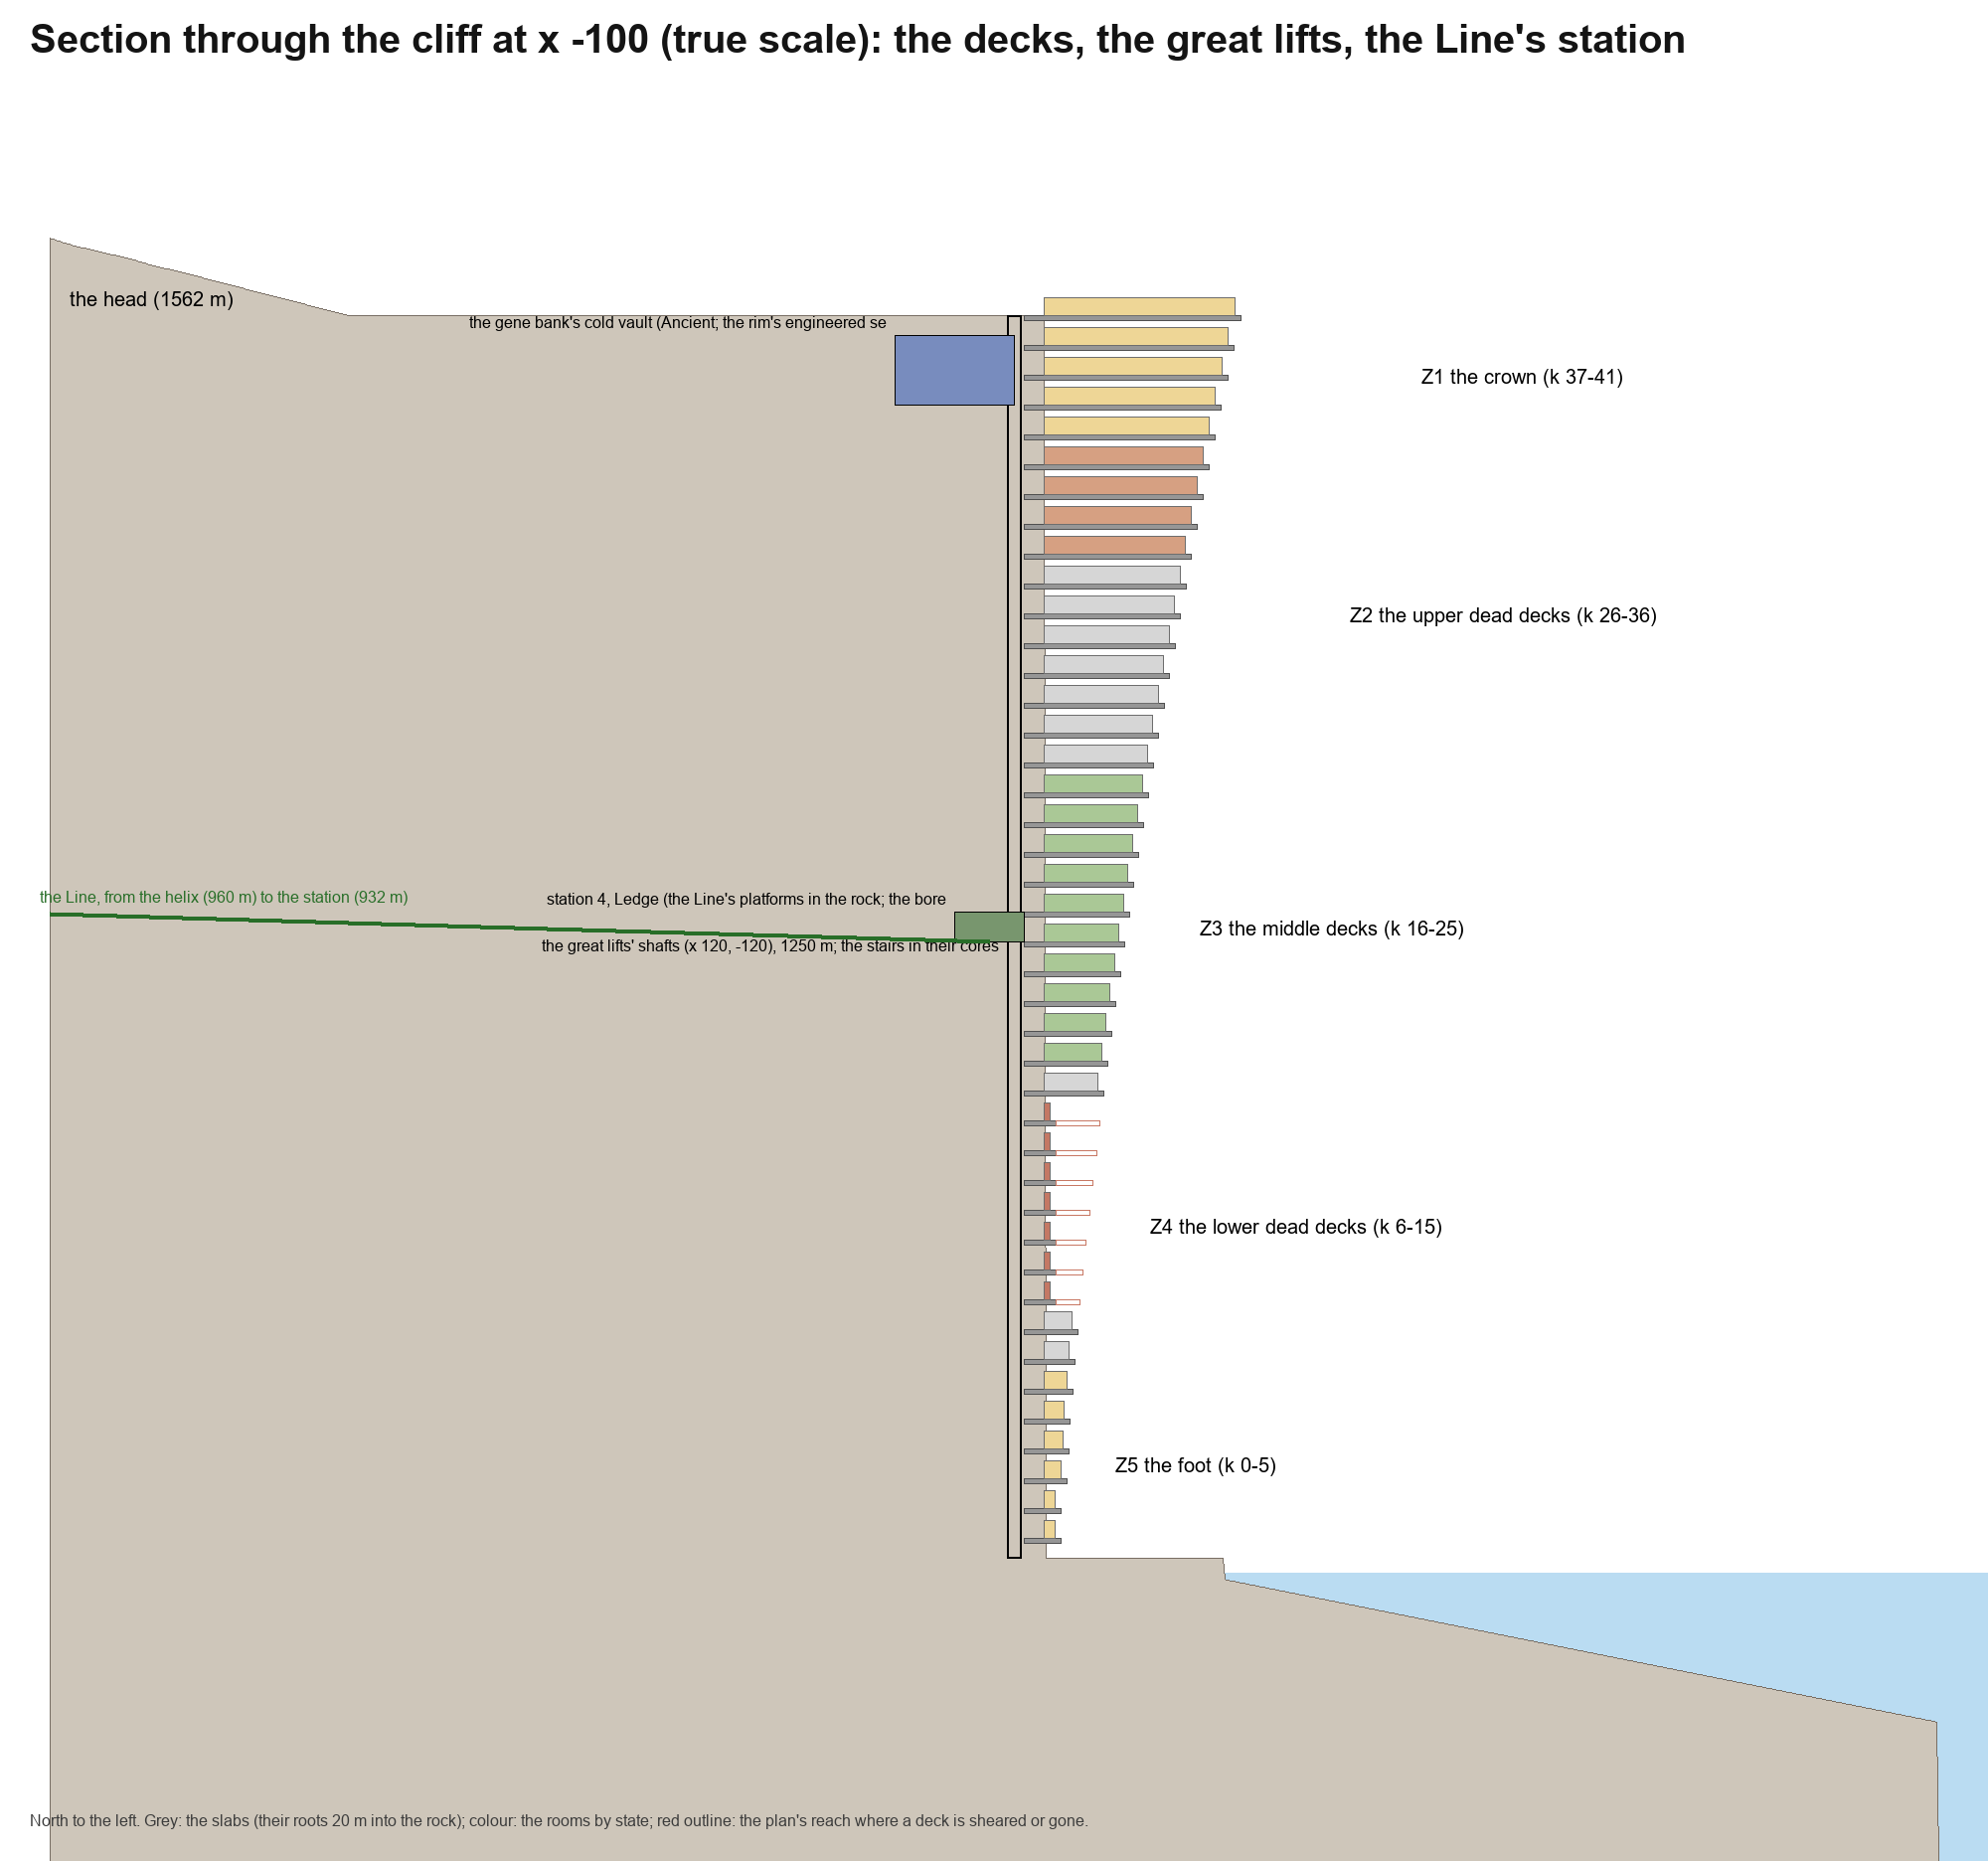 Section through the cliff at x -100 (true scale): the decks, the great lifts, the Line's station
the head (1562 m)
the gene bank's cold vault (Ancient; the rim's engineered se
Z1 the crown (k 37-41)
Z2 the upper dead decks (k 26-36)
the Line, from the helix (960 m) to the station (932 m)
station 4, Ledge (the Line's platforms in the rock; the bore
Z3 the middle decks (k 16-25)
the great lifts' shafts (x 120, -120), 1250 m; the stairs in their cores
Z4 the lower dead decks (k 6-15)
Z5 the foot (k 0-5)
North to the left. Grey: the slabs (their roots 20 m into the rock); colour: the rooms by state; red outline: the plan's reach where a deck is sheared or gone.